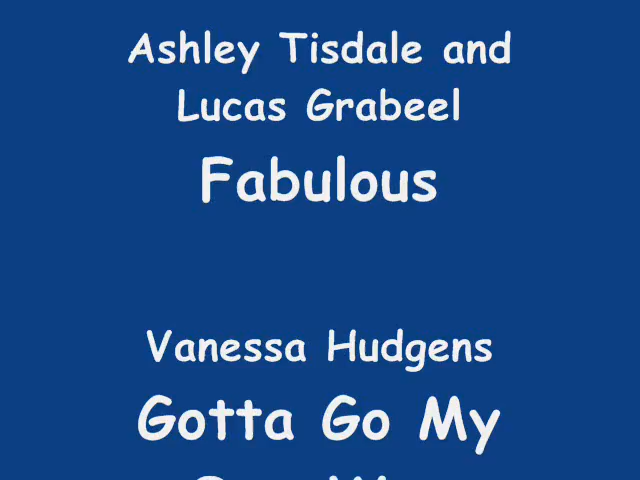 Ashley Tisdale and
Lucas Grabeel
Fabulous
Vanessa Hudgens
Gotta Go My